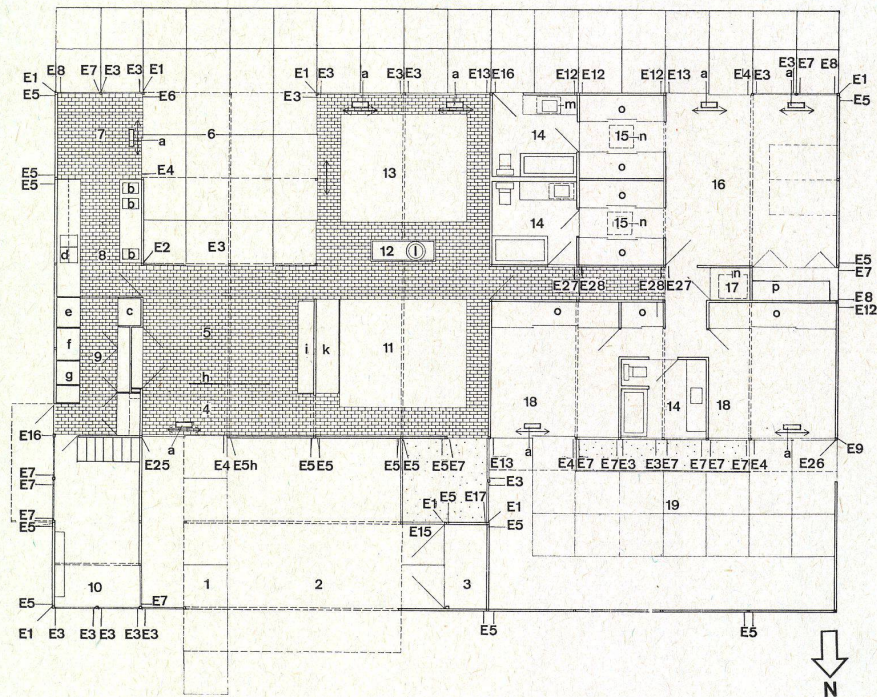 E1 E8 E7 E3 E3 E1 E1 E3 a E3 E3 a E13 E16 E12 E12 E12 E13 a E4 E3 E3 a E7 E8 E1
E5 E6 E3 E5
7 a 6 13 14 m o 15 n 16
E5 E4 o
E5 b b 14 o 15 n
d 8 b E2 E3 12 l o E5
E27 E28 E28 E27 n 17 p E7
E8
e c 5 i k 11 o o o E12
f 9
g h 14
4 18 18
E16 a a a E9
E25 E4 E5h E5 E5 E5 E5 E7 E13 E4 E7 E7 E3 E3 E7 E7 E7 E7 E4 E26
E7 E3
E7 E5 E17 19
E7 E1 E1
E5 E15 E5
10 1 2 3
E5 E7
E1 E3 E3 E3 E3 E3 E5 E5
N